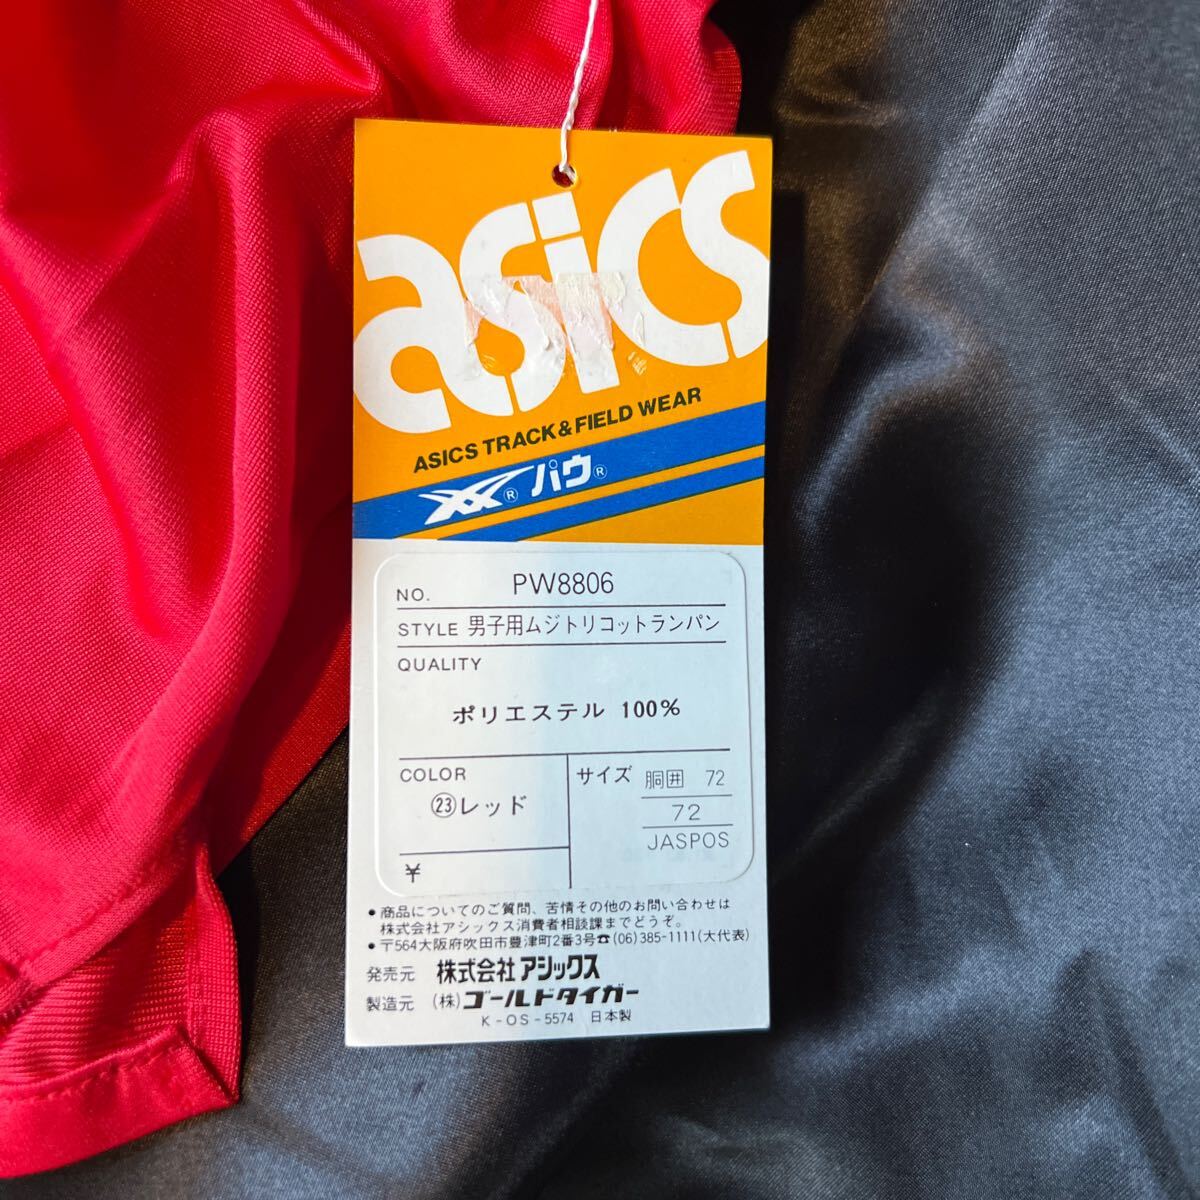 asics
ASICS TRACK & FIELD WEAR
® パウ®
NO. PW8806
STYLE 男子用ムジトリコットランパン
QUALITY
ポリエステル 100%
COLOR
㉓レッド
サイズ 胴囲 72
72
JASPOS
¥
●商品についてのご質問、苦情その他のお問い合わせは
株式会社アシックス消費者相談課までどうぞ。
●〒564大阪府吹田市豊津町2番3号☎(06)385-1111(大代表)
発売元 株式会社アシックス
製造元 (株)ゴールドタイガー
K-OS-5574 日本製